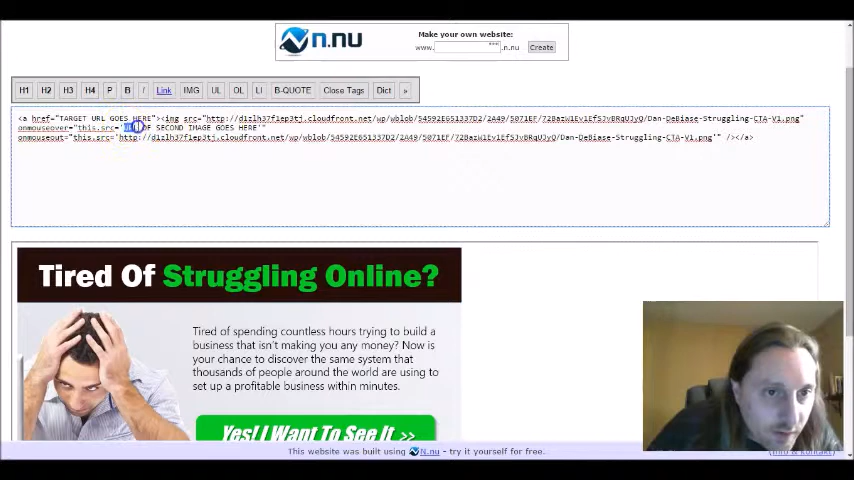 n.nu
Make your own website:
www. *** .n.nu Create
H1 H2 H3 H4 P B I Link IMG UL OL LI B-QUOTE Close Tags Dict »
<a href="TARGET URL GOES HERE"><img src="http://d1zlh37f1ep3tj.cloudfront.net/wp/wblob/54592E651337D2/2A49/5071EF/72BazW1Ev1EfSJvBRqUJyQ/Dan-DeBiase-Struggling-CTA-V1.png"
onmouseover="this.src='URL OF SECOND IMAGE GOES HERE'"
onmouseout="this.src='http://d1zlh37f1ep3tj.cloudfront.net/wp/wblob/54592E651337D2/2A49/5071EF/72BazW1Ev1EfSJvBRqUJyQ/Dan-DeBiase-Struggling-CTA-V1.png'" /></a>
Tired Of Struggling Online?
Tired of spending countless hours trying to build a
business that isn't making you any money? Now is
your chance to discover the same system that
thousands of people around the world are using to
set up a profitable business within minutes.
Yes! I Want To See It >>
This website was built using N.nu - try it yourself for free.
(info & kontakt)